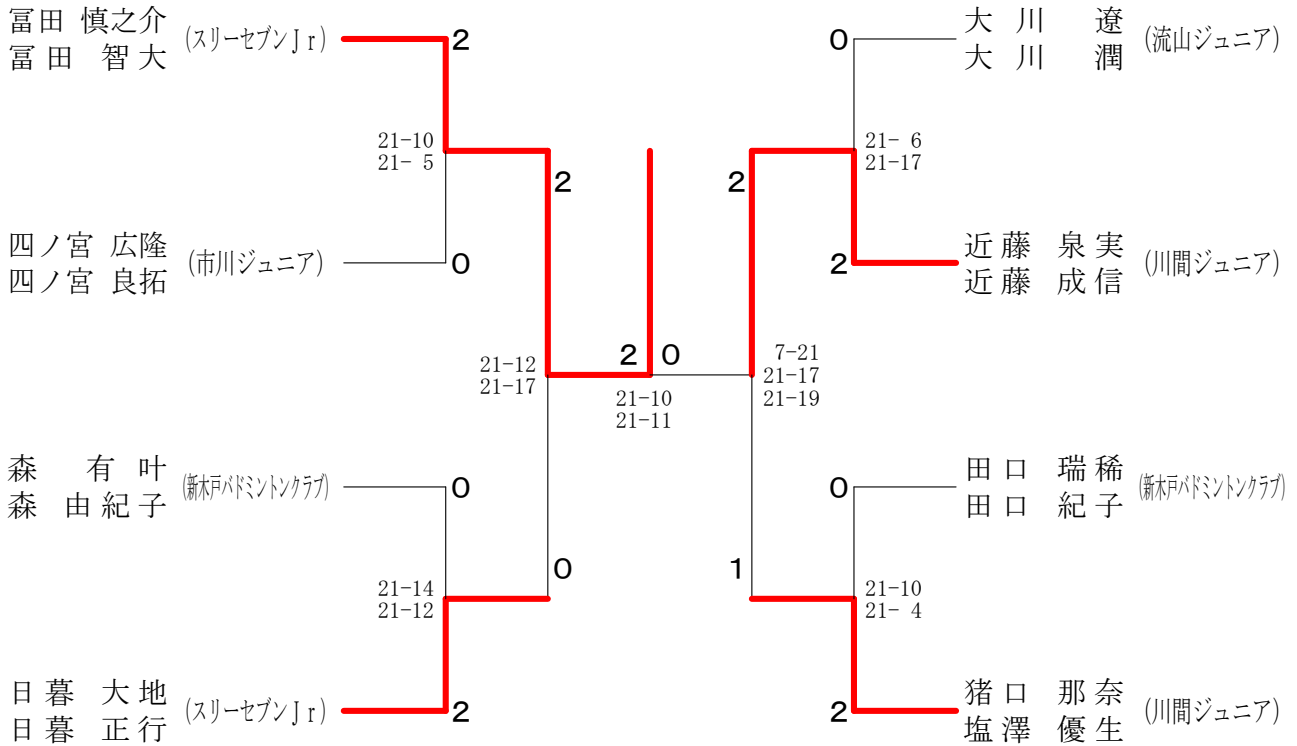 冨田 慎之介
冨田 智大
(スリーセブンJr)
2
21-10
21- 5
四ノ宮 広隆
四ノ宮 良拓
(市川ジュニア)
0
2
21-12
21-17
森 有叶
森 由紀子
(新木戸バドミントンクラブ)
0
21-14
21-12
0
日暮 大地
日暮 正行
(スリーセブンJr)
2
2 0
21-10
21-11
0
大川 遼
大川 潤
(流山ジュニア)
2
21- 6
21-17
2
近藤 泉実
近藤 成信
(川間ジュニア)
7-21
21-17
21-19
0
田口 瑞稀
田口 紀子
(新木戸バドミントンクラブ)
1
21-10
21- 4
2
猪口 那奈
塩澤 優生
(川間ジュニア)